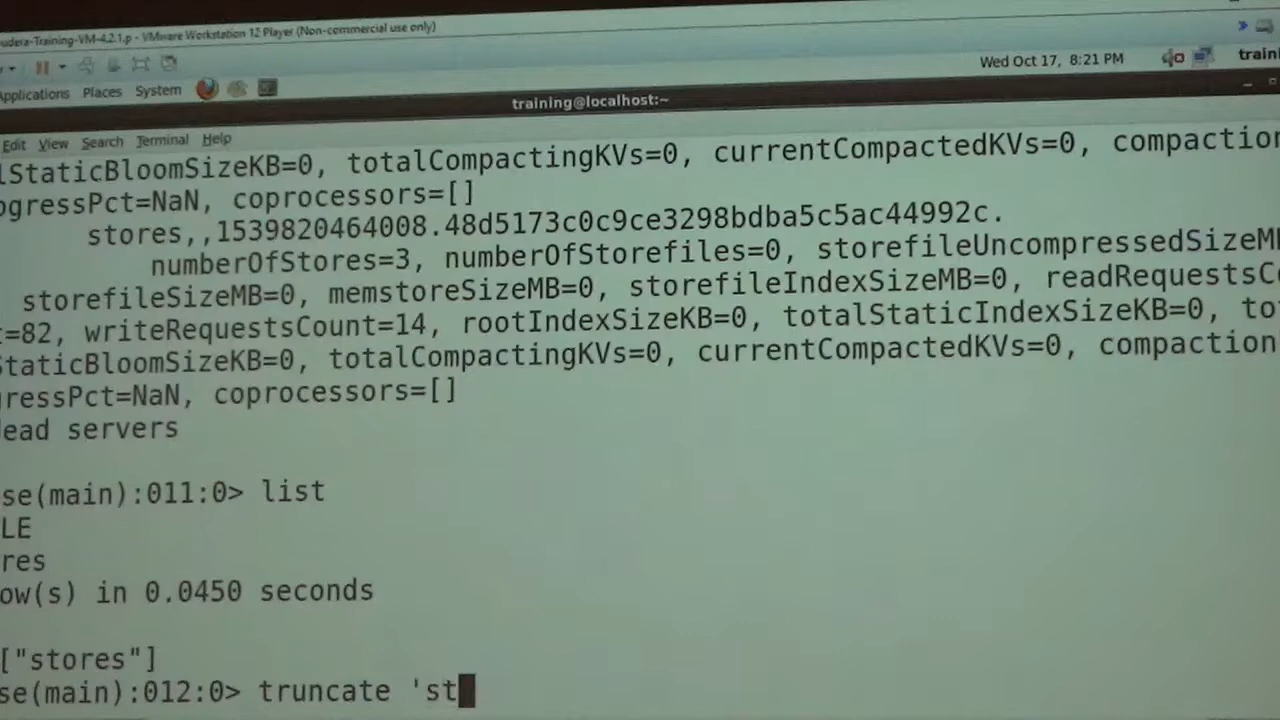 udera-Training-VM-4.2.1.p - VMware Workstation 12 Player (Non-commercial use only)
Wed Oct 17, 8:21 PM traini
Applications Places System
training@localhost:~
Edit View Search Terminal Help
lStaticBloomSizeKB=0, totalCompactingKVs=0, currentCompactedKVs=0, compaction
ogressPct=NaN, coprocessors=[]
stores,,1539820464008.48d5173c0c9ce3298bdba5c5ac44992c.
numberOfStores=3, numberOfStorefiles=0, storefileUncompressedSizeMB
storefileSizeMB=0, memstoreSizeMB=0, storefileIndexSizeMB=0, readRequestsCo
t=82, writeRequestsCount=14, rootIndexSizeKB=0, totalStaticIndexSizeKB=0, to
StaticBloomSizeKB=0, totalCompactingKVs=0, currentCompactedKVs=0, compaction
gressPct=NaN, coprocessors=[]
ead servers
se(main):011:0> list
LE
res
ow(s) in 0.0450 seconds
["stores"]
se(main):012:0> truncate 'st